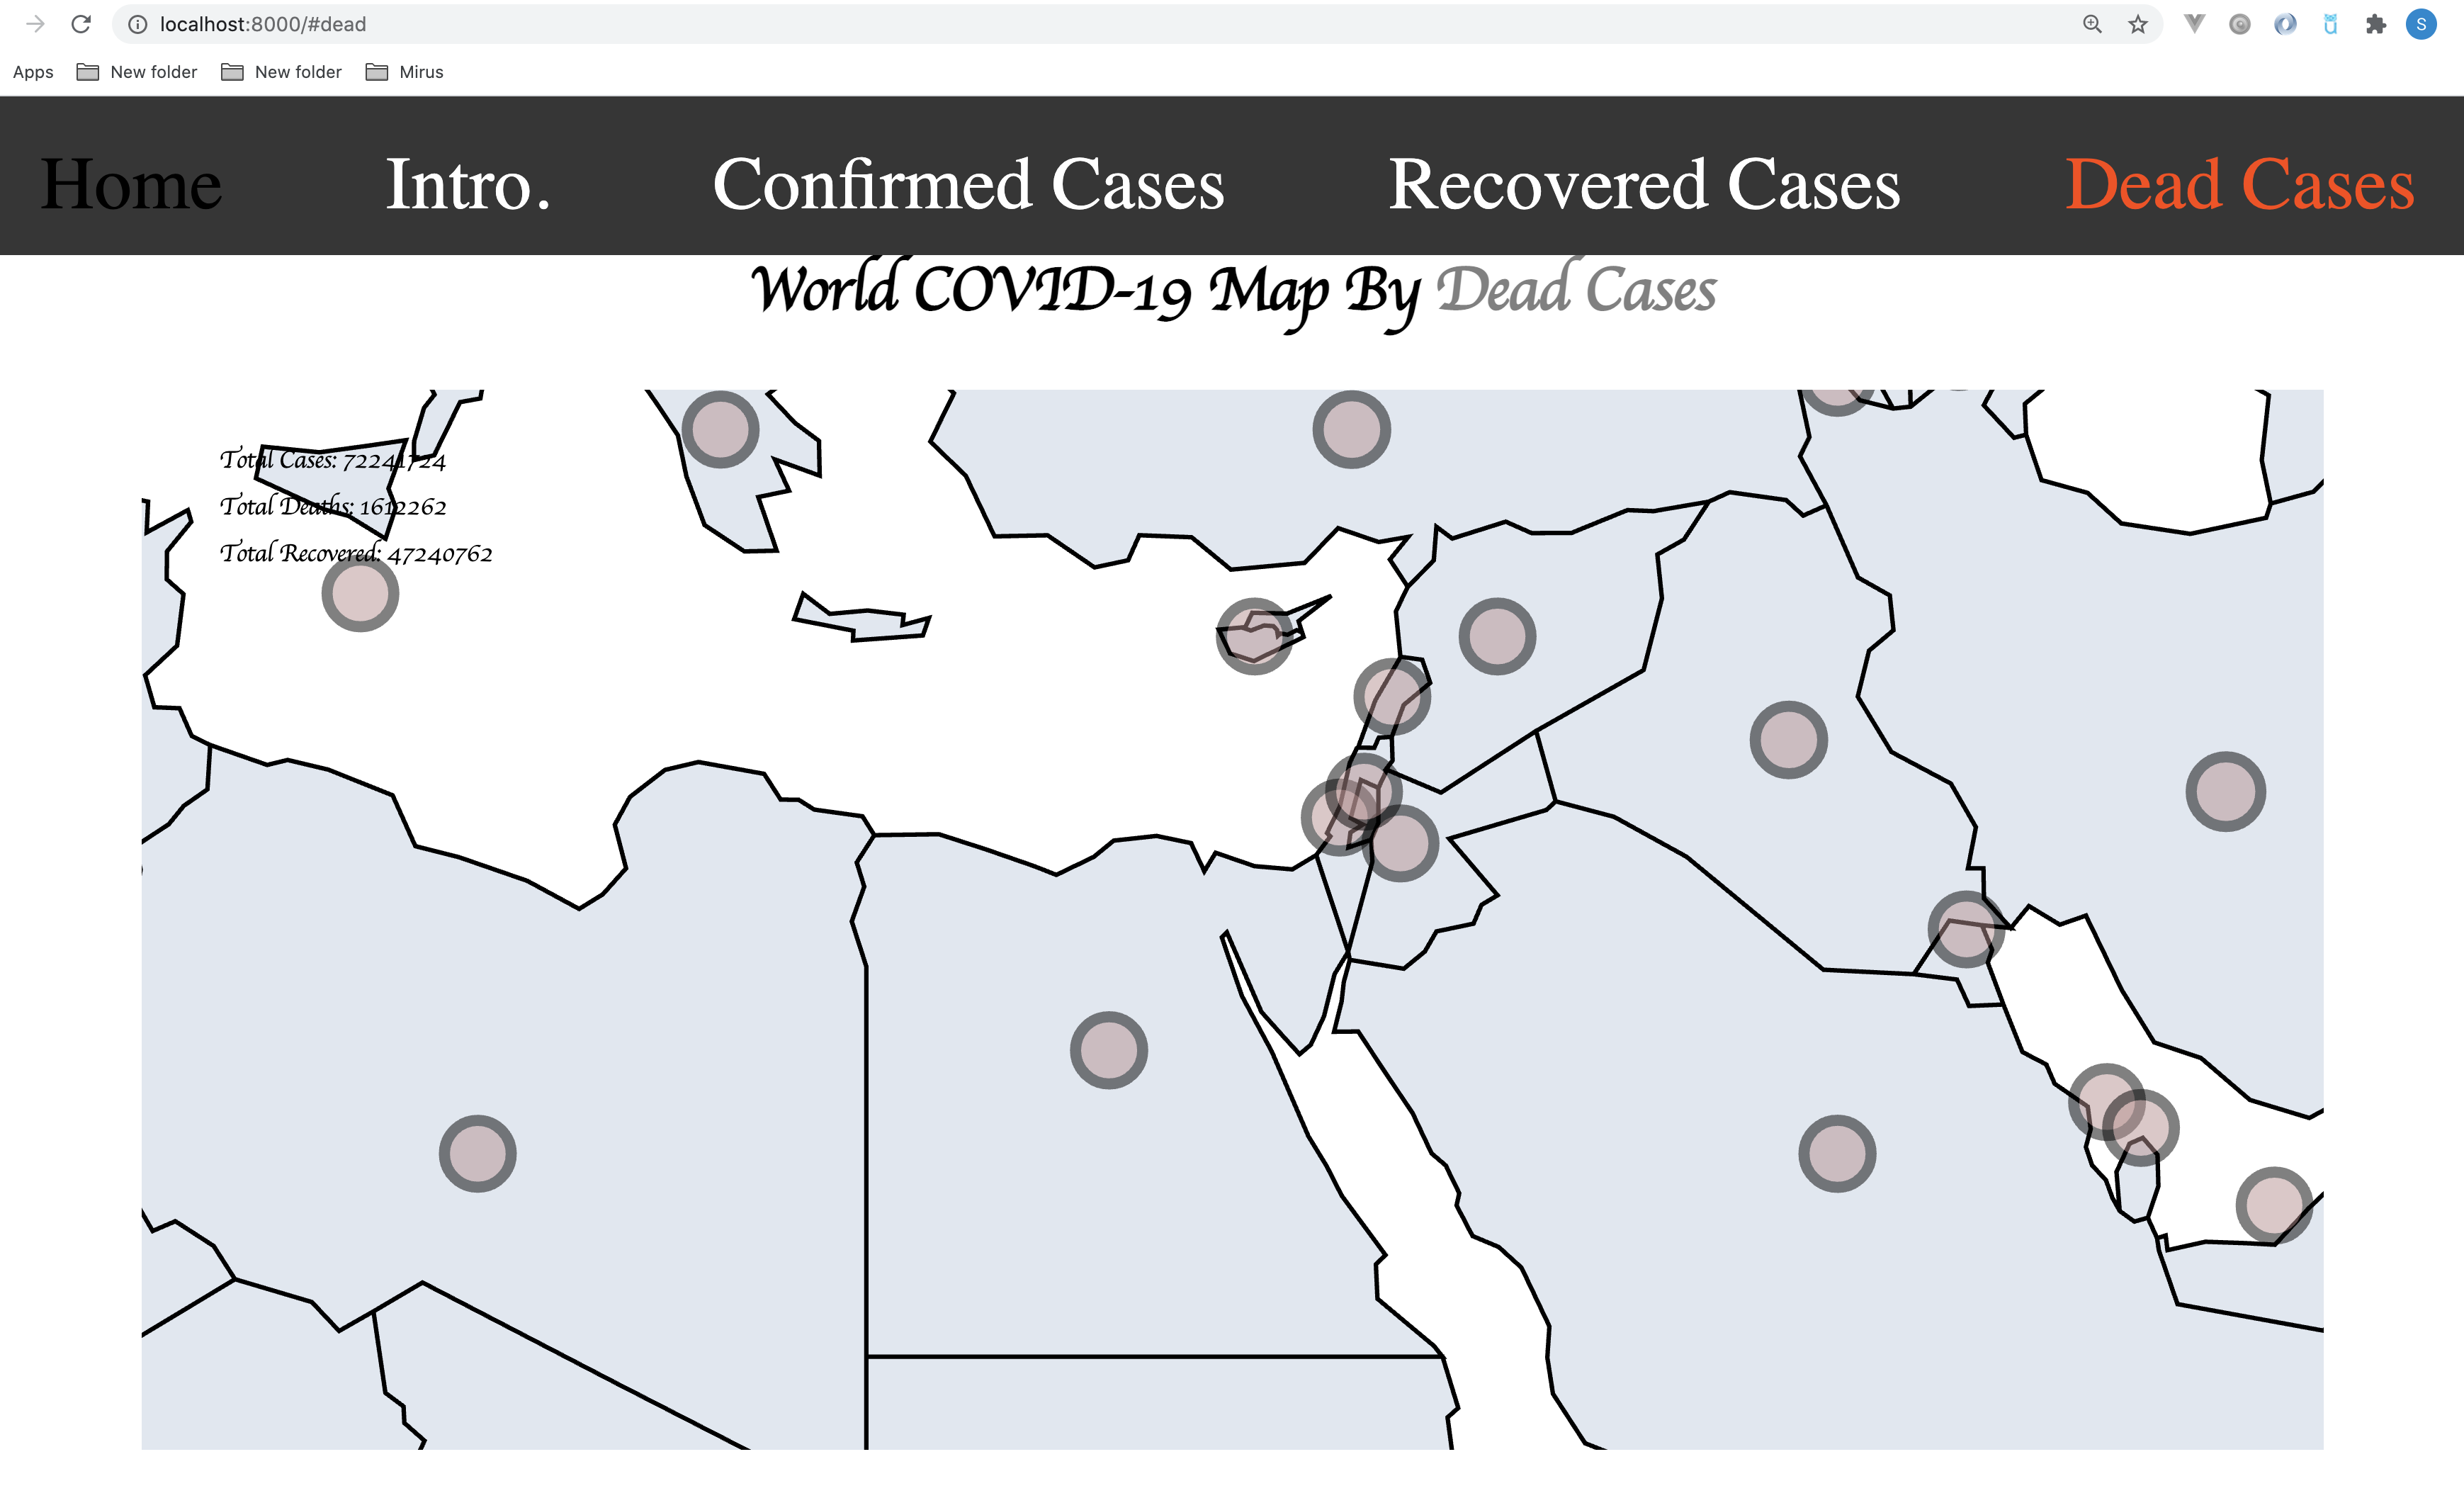 localhost:8000/#dead
S
Apps New folder New folder Mirus
Home Intro. Confirmed Cases Recovered Cases Dead Cases
World COVID-19 Map By Dead Cases
Total Cases: 72241724
Total Deaths: 1612262
Total Recovered: 47240762